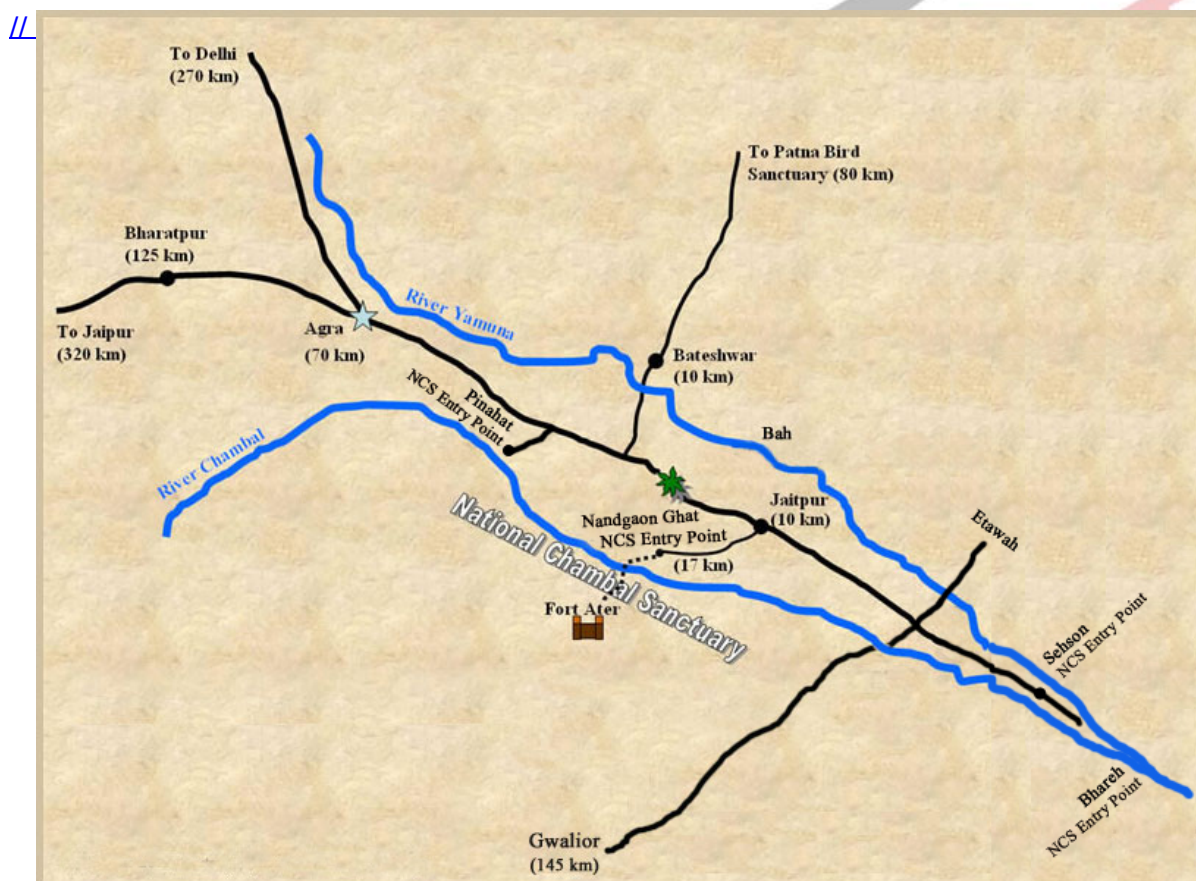 //
To Delhi
(270 km)
To Patna Bird
Sanctuary (80 km)
Bharatpur
(125 km)
River Yamuna
To Jaipur
(320 km)
Agra
(70 km)
Bateshwar
(10 km)
Pinahat
NCS Entry Point
River Chambal
Bah
Jaitpur
(10 km)
Nandgaon Ghat
NCS Entry Point
(17 km)
Etawah
National Chambal Sanctuary
Fort Ater
Sehson
NCS Entry Point
Bhareh
NCS Entry Point
Gwalior
(145 km)